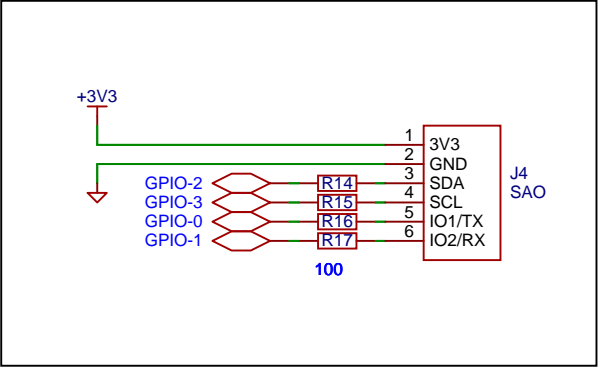 +3V3
1 3V3
2 GND
GPIO-2 R14 3 SDA
GPIO-3 R15 4 SCL
GPIO-0 R16 5 IO1/TX
GPIO-1 R17 6 IO2/RX
J4
SAO
100